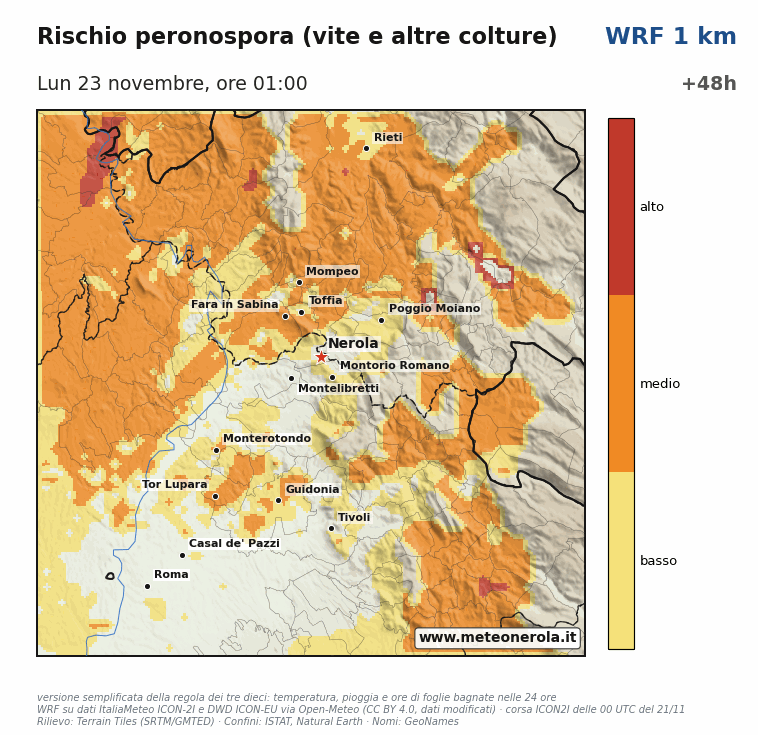 Rischio peronospora (vite e altre colture)
WRF 1 km
Lun 23 novembre, ore 01:00
+48h
Rieti
alto
Mompeo
Fara in Sabina
Toffia
Poggio Moiano
Nerola
Montorio Romano
medio
Montelibretti
Monterotondo
Tor Lupara
Guidonia
Tivoli
Casal de' Pazzi
basso
Roma
www.meteonerola.it
versione semplificata della regola dei tre dieci: temperatura, pioggia e ore di foglie bagnate nelle 24 ore
WRF su dati ItaliaMeteo ICON-2I e DWD ICON-EU via Open-Meteo (CC BY 4.0, dati modificati) · corsa ICON2I delle 00 UTC del 21/11
Rilievo: Terrain Tiles (SRTM/GMTED) · Confini: ISTAT, Natural Earth · Nomi: GeoNames